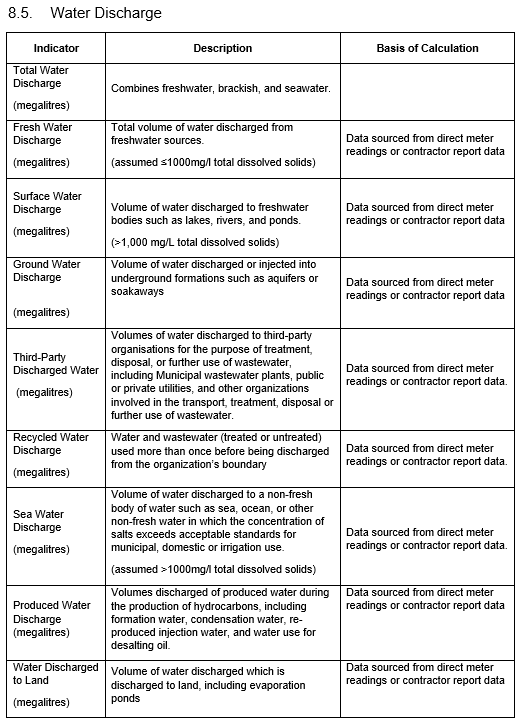 8.5. Water Discharge
Indicator
Description
Basis of Calculation
Total Water
Discharge
(megalitres)
Combines freshwater, brackish, and seawater.
Fresh Water
Discharge
(megalitres)
Total volume of water discharged from
freshwater sources.
(assumed ≤1000mg/l total dissolved solids)
Data sourced from direct meter
readings or contractor report data
Surface Water
Discharge
(megalitres)
Volume of water discharged to freshwater
bodies such as lakes, rivers, and ponds.
(>1,000 mg/L total dissolved solids)
Data sourced from direct meter
readings or contractor report data
Ground Water
Discharge
(megalitres)
Volume of water discharged or injected into
underground formations such as aquifers or
soakaways
Data sourced from direct meter
readings or contractor report data
Third-Party
Discharged Water
(megalitres)
Volumes of water discharged to third-party
organisations for the purpose of treatment,
disposal, or further use of wastewater,
including Municipal wastewater plants, public
or private utilities, and other organizations
involved in the transport, treatment, disposal or
further use of wastewater.
Data sourced from direct meter
readings or contractor report data.
Recycled Water
Discharge
(megalitres)
Water and wastewater (treated or untreated)
used more than once before being discharged
from the organization's boundary
Data sourced from direct meter
readings or contractor report data.
Sea Water
Discharge
(megalitres)
Volume of water discharged to a non-fresh
body of water such as sea, ocean, or other
non-fresh water in which the concentration of
salts exceeds acceptable standards for
municipal, domestic or irrigation use.
(assumed >1000mg/l total dissolved solids)
Data sourced from direct meter
readings or contractor report data.
Produced Water
Discharge
(megalitres)
Volumes discharged of produced water during
the production of hydrocarbons, including
formation water, condensation water, re-
produced injection water, and water use for
desalting oil.
Data sourced from direct meter
readings or contractor report data
Water Discharged
to Land
(megalitres)
Volume of water discharged which is
discharged to land, including evaporation
ponds
Data sourced from direct meter
readings or contractor report data